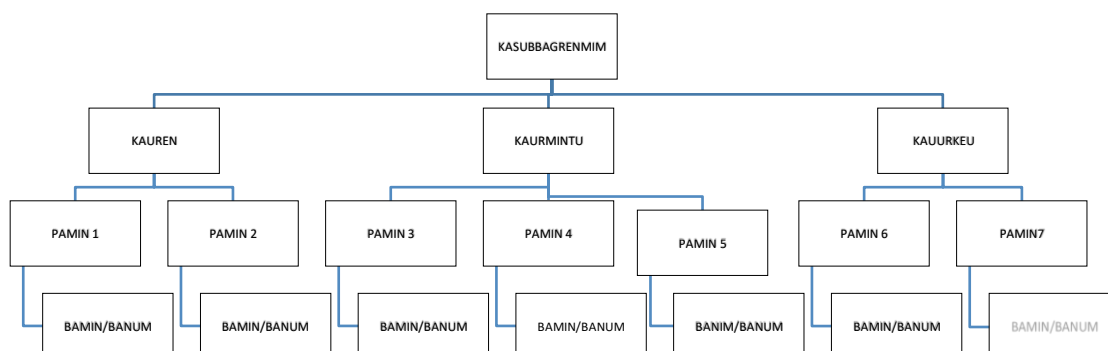 KASUBBAGRENMIM
KAUREN
KAURMINTU
KAUURKEU
PAMIN 1
PAMIN 2
PAMIN 3
PAMIN 4
PAMIN 5
PAMIN 6
PAMIN7
BAMIN/BANUM
BAMIN/BANUM
BAMIN/BANUM
BAMIN/BANUM
BANIM/BANUM
BAMIN/BANUM
BAMIN/BANUM